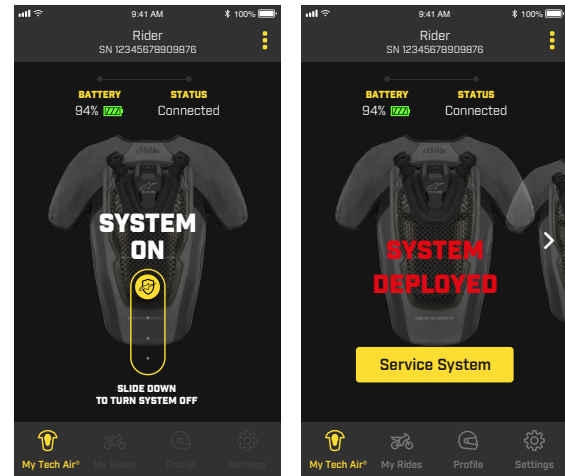 9:41 AM
100%
Rider
SN 12345678909876
BATTERY STATUS
94% Connected
SYSTEM
ON
SLIDE DOWN
TO TURN SYSTEM OFF
My Tech Air® My Rides Profile Settings
9:41 AM
100%
Rider
SN 12345678909876
BATTERY STATUS
94% Connected
SYSTEM
DEPLOYED
Service System
My Tech Air® My Rides Profile Settings